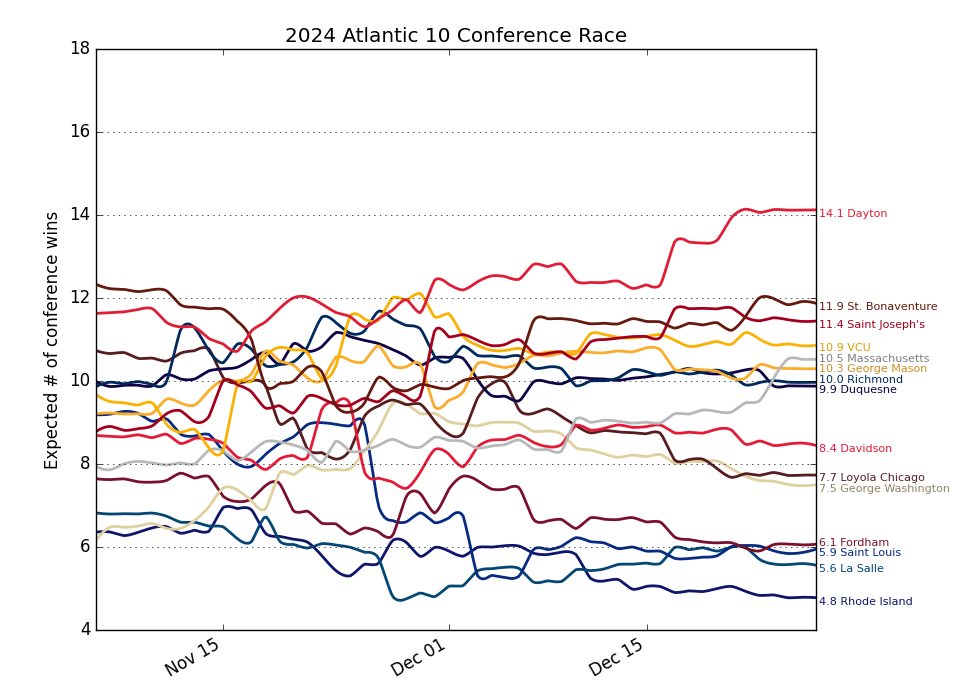 2024 Atlantic 10 Conference Race
Expected # of conference wins
18
16
14
12
10
8
6
4
Nov 15
Dec 01
Dec 15
14.1 Dayton
11.9 St. Bonaventure
11.4 Saint Joseph's
10.9 VCU
10.5 Massachusetts
10.3 George Mason
10.0 Richmond
9.9 Duquesne
8.4 Davidson
7.7 Loyola Chicago
7.5 George Washington
6.1 Fordham
5.9 Saint Louis
5.6 La Salle
4.8 Rhode Island